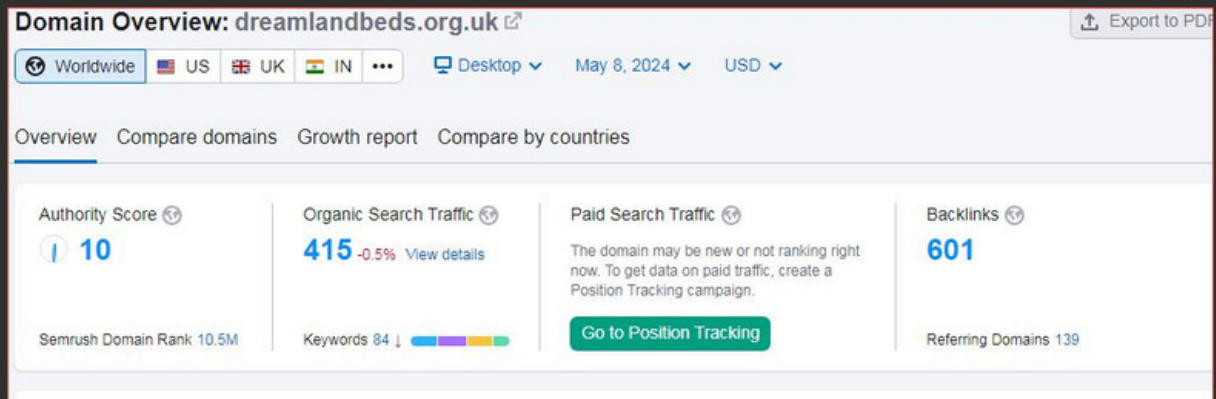 Domain Overview: dreamlandbeds.org.uk
Export to PDF
Worldwide US UK IN •••
Desktop May 8, 2024 USD
Overview Compare domains Growth report Compare by countries
Authority Score
10
Semrush Domain Rank 10.5M
Organic Search Traffic
415 -0.5% View details
Keywords 84 ↓
Paid Search Traffic
The domain may be new or not ranking right
now. To get data on paid traffic, create a
Position Tracking campaign.
Go to Position Tracking
Backlinks
601
Referring Domains 139